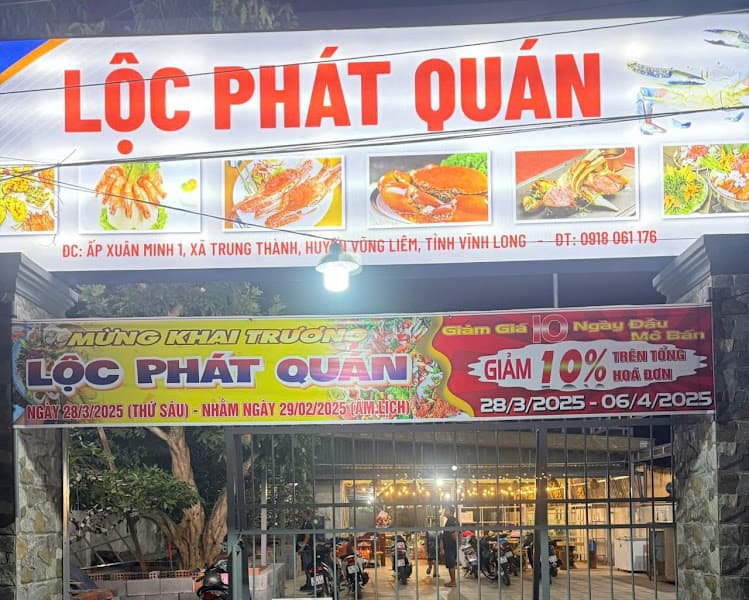 LỘC PHÁT QUÁN
ĐC: ẤP XUÂN MINH 1, XÃ TRUNG THÀNH, HUYỆN VŨNG LIÊM, TỈNH VĨNH LONG - ĐT: 0918 061 176
MỪNG KHAI TRƯƠNG
LỘC PHÁT QUÁN
NGÀY 28/3/2025 (THỨ SÁU) - NHẰM NGÀY 29/02/2025 (ÂM LỊCH)
Giảm Giá 10 Ngày Đầu
Mở Bán
GIẢM 10% TRÊN TỔNG
HOÁ ĐƠN
28/3/2025 - 06/4/2025